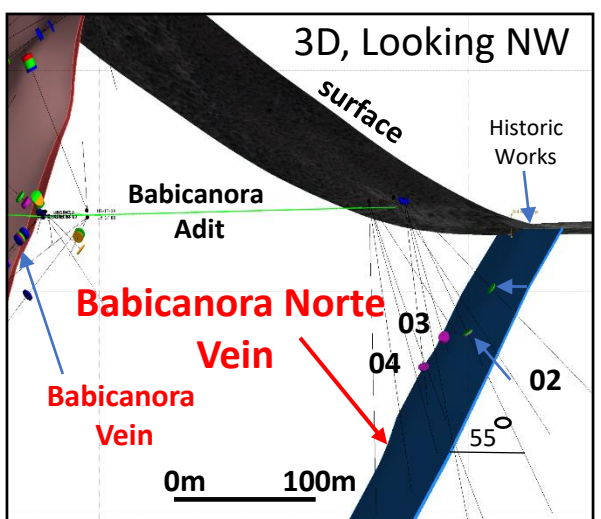 3D, Looking NW
surface
Historic
Works
Babicanora
Adit
Babicanora Norte
Vein
03
04
02
Babicanora
Vein
55°
0m 100m